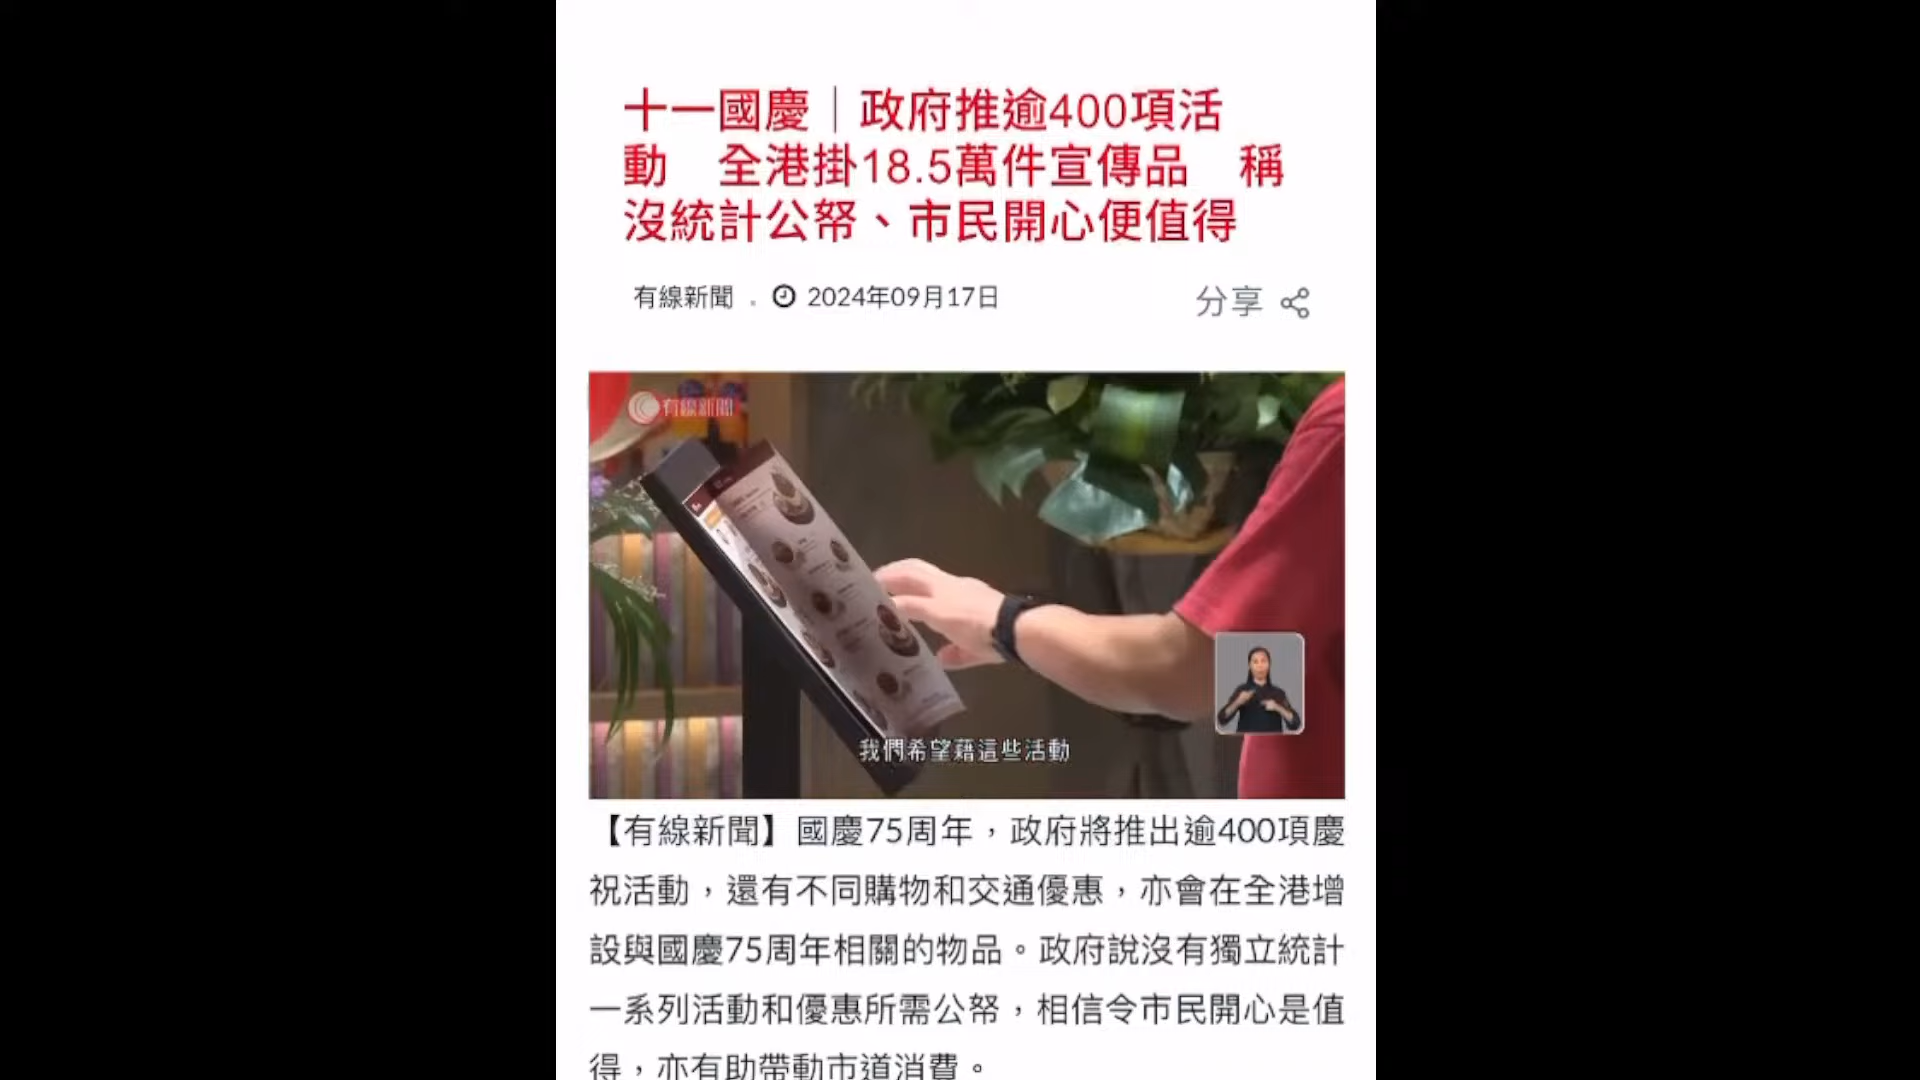 十一國慶｜政府推逾400項活
動　全港掛18.5萬件宣傳品　稱
沒統計公帑、市民開心便值得
有線新聞 . 2024年09月17日
分享
有線新聞
我們希望藉這些活動
【有線新聞】國慶75周年，政府將推出逾400項慶
祝活動，還有不同購物和交通優惠，亦會在全港增
設與國慶75周年相關的物品。政府說沒有獨立統計
一系列活動和優惠所需公帑，相信令市民開心是值
得，亦有助帶動市道消費。